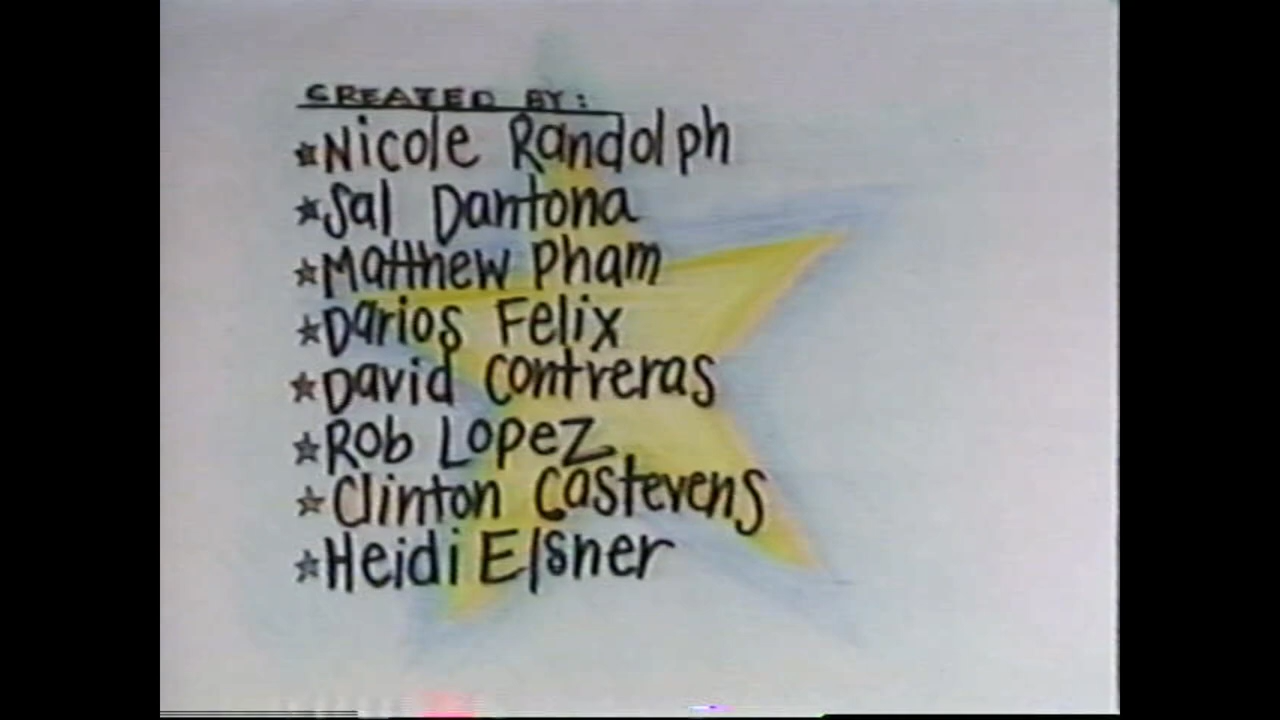 CREATED BY:
★Nicole Randolph
★Sal Dantona
★Matthew Pham
★Darios Felix
★David Contreras
★Rob Lopez
★Clinton Castevens
★Heidi Elsner